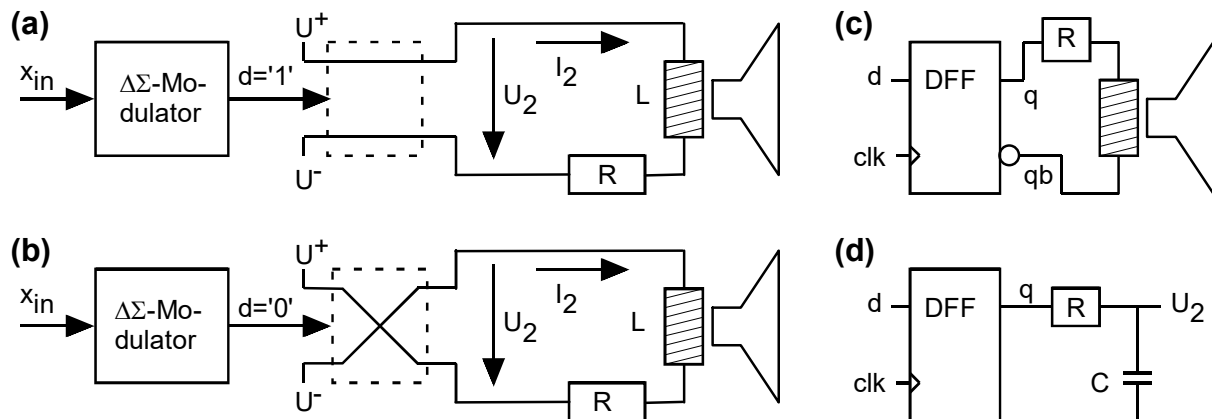 (a)
U⁺
x_in
ΔΣ-Mo-
dulator
d='1'
U⁻
U₂
I₂
L
R
(b)
U⁺
x_in
ΔΣ-Mo-
dulator
d='0'
U⁻
U₂
I₂
L
R
(c)
d
DFF
clk
q
qb
R
(d)
d
DFF
clk
q
R
U₂
C